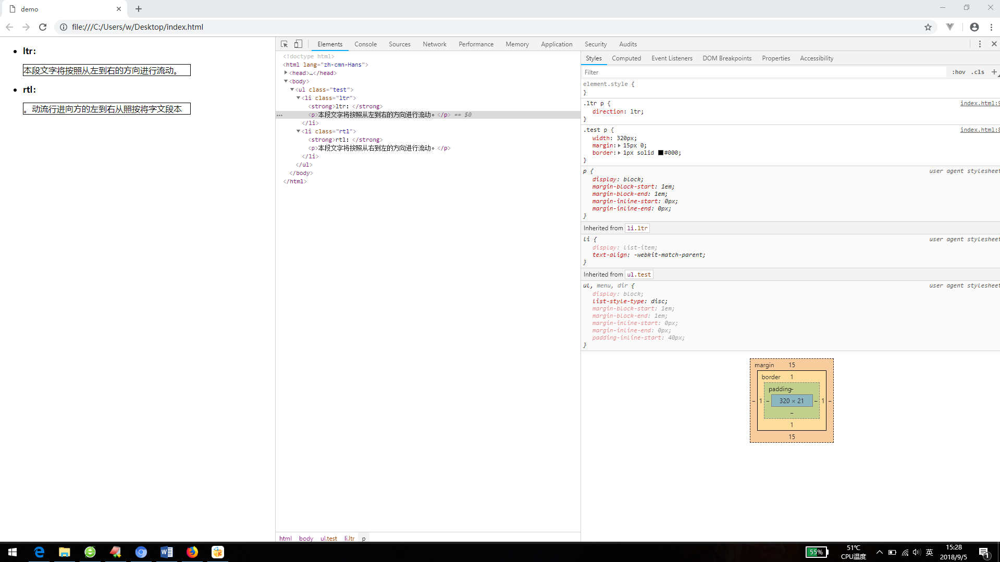 demo
file:///C:/Users/w/Desktop/index.html
ltr：
本段文字将按照从左到右的方向进行流动。
rtl：
。动流行进向方的左到右从照按将字文段本
Elements Console Sources Network Performance Memory Application Security Audits
<!doctype html>
<html lang="zh-cmn-Hans">
<head>…</head>
<body>
<ul class="test">
<li class="ltr">
<strong>ltr：</strong>
<p>本段文字将按照从左到右的方向进行流动。</p> == $0
</li>
<li class="rtl">
<strong>rtl：</strong>
<p>本段文字将按照从右到左的方向进行流动。</p>
</li>
</ul>
</body>
</html>
html body ul.test li.ltr p
Styles Computed Event Listeners DOM Breakpoints Properties Accessibility
Filter :hov .cls +
element.style {
}
.ltr p { index.html:9
direction: ltr;
}
.test p { index.html:8
width: 320px;
margin: 15px 0;
border: 1px solid #000;
}
p { user agent stylesheet
display: block;
margin-block-start: 1em;
margin-block-end: 1em;
margin-inline-start: 0px;
margin-inline-end: 0px;
}
Inherited from li.ltr
li { user agent stylesheet
display: list-item;
text-align: -webkit-match-parent;
}
Inherited from ul.test
ul, menu, dir { user agent stylesheet
display: block;
list-style-type: disc;
margin-block-start: 1em;
margin-block-end: 1em;
margin-inline-start: 0px;
margin-inline-end: 0px;
padding-inline-start: 40px;
}
margin 15
border 1
padding -
- 1 - 320 × 21 - 1 -
-
1
15
55% 51℃ 英 15:28
CPU温度 2018/9/5 1